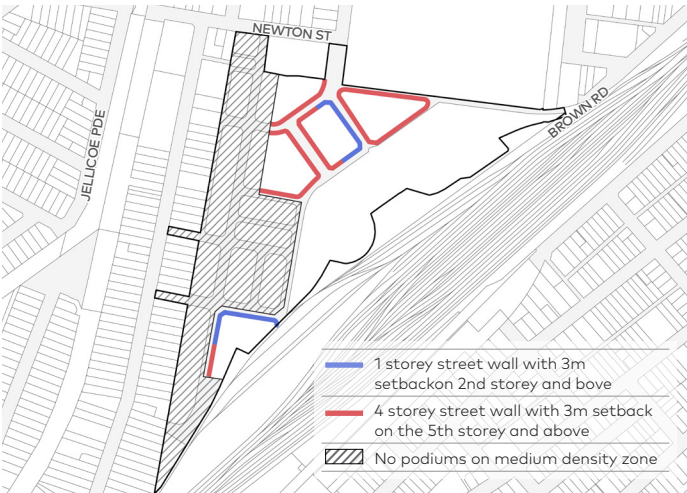 NEWTON ST
JELLICOE PDE
BROWN RD
1 storey street wall with 3m
setbackon 2nd storey and bove
4 storey street wall with 3m setback
on the 5th storey and above
No podiums on medium density zone